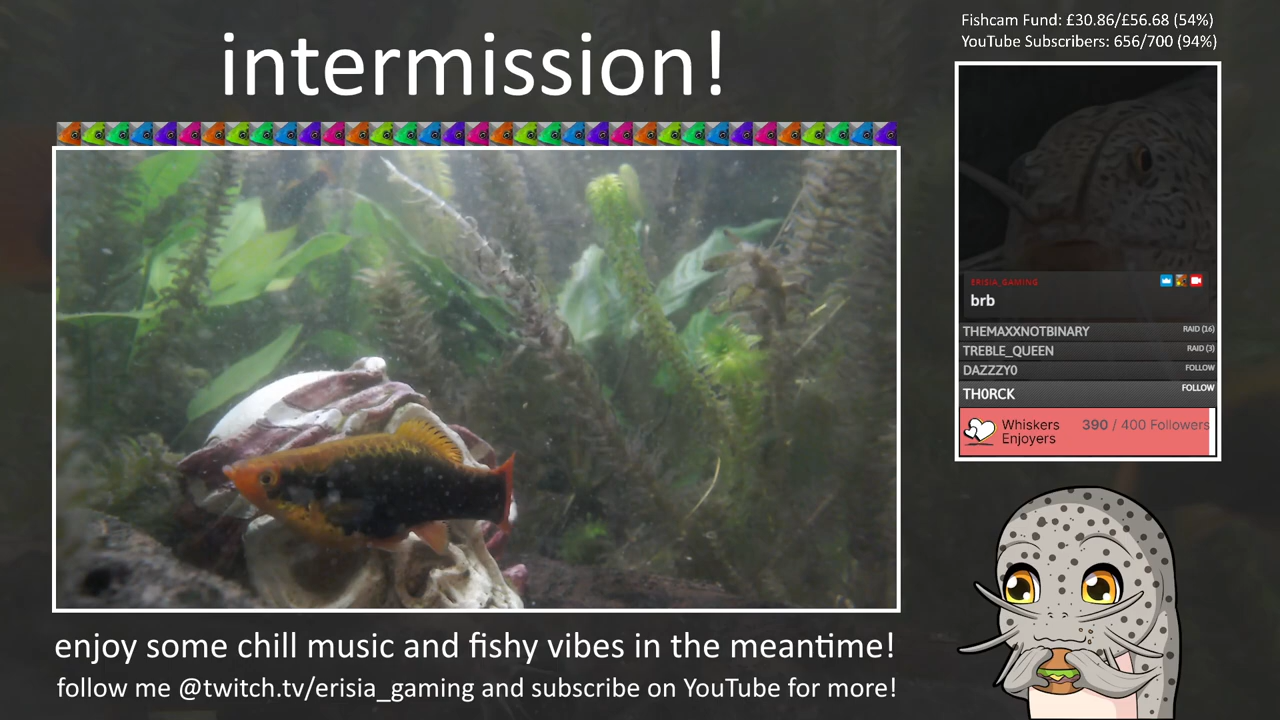 intermission!
Fishcam Fund: £30.86/£56.68 (54%)
YouTube Subscribers: 656/700 (94%)
ERISIA_GAMING
brb
THEMAXXNOTBINARY RAID (16)
TREBLE_QUEEN RAID (3)
DAZZZY0 FOLLOW
TH0RCK FOLLOW
Whiskers Enjoyers 390 / 400 Followers
enjoy some chill music and fishy vibes in the meantime!
follow me @twitch.tv/erisia_gaming and subscribe on YouTube for more!